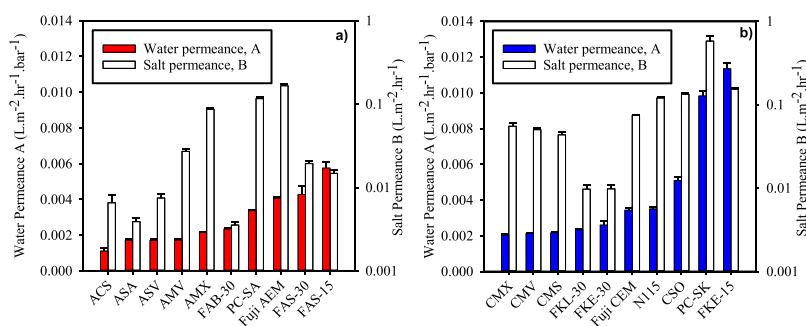 a)
Water permeance, A
Salt permeance, B
Water Permeance A (L.m⁻².hr⁻¹.bar⁻¹)
0.014
0.012
0.010
0.008
0.006
0.004
0.002
0.000
Salt Permeance B (L.m⁻².hr⁻¹)
1
0.1
0.01
0.001
ACS
ASA
ASV
AMV
AMX
FAB-30
PC-SA
Fuji AEM
FAS-30
FAS-15
b)
Water permeance, A
Salt permeance, B
Water Permeance A (L.m⁻².hr⁻¹.bar⁻¹)
0.014
0.012
0.010
0.008
0.006
0.004
0.002
0.000
Salt Permeance B (L.m⁻².hr⁻¹)
1
0.1
0.01
0.001
CMX
CMV
CMS
FKL-30
FKE-30
Fuji CEM
N115
CSO
PC-SK
FKE-15